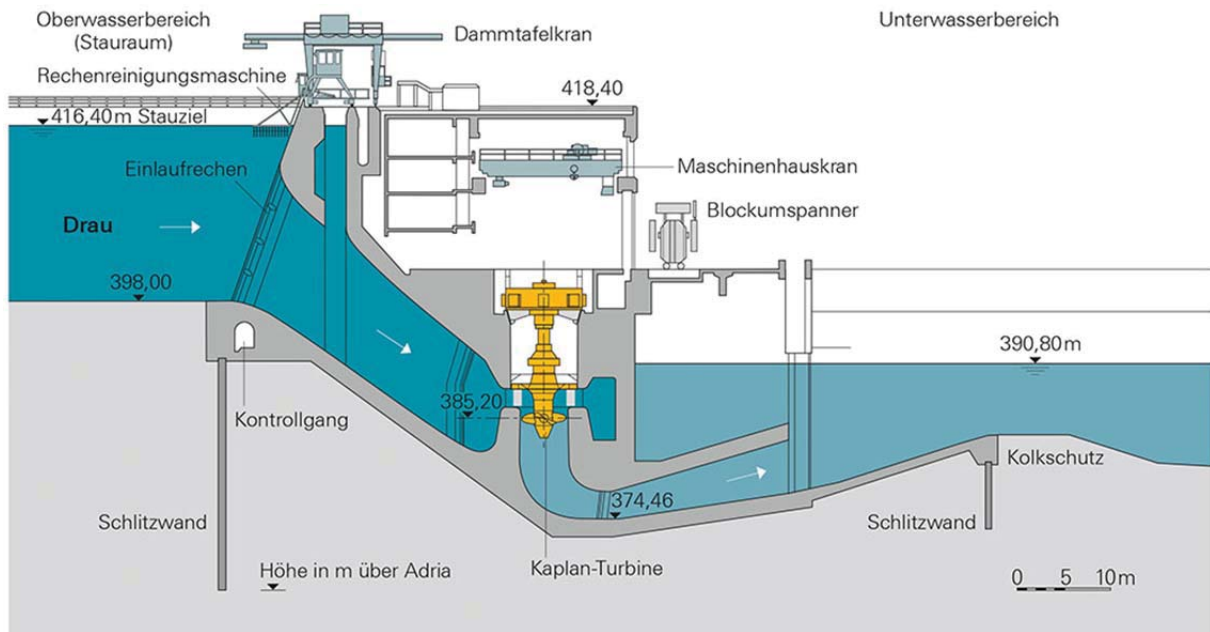 Oberwasserbereich
(Stauraum)
Dammtafelkran
Unterwasserbereich
Rechenreinigungsmaschine
418,40
416,40 m Stauziel
Einlaufrechen
Maschinenhauskran
Blockumspanner
Drau
398,00
390,80 m
385,20
Kontrollgang
Kolkschutz
374,46
Schlitzwand
Schlitzwand
Höhe in m über Adria
Kaplan-Turbine
0 5 10 m